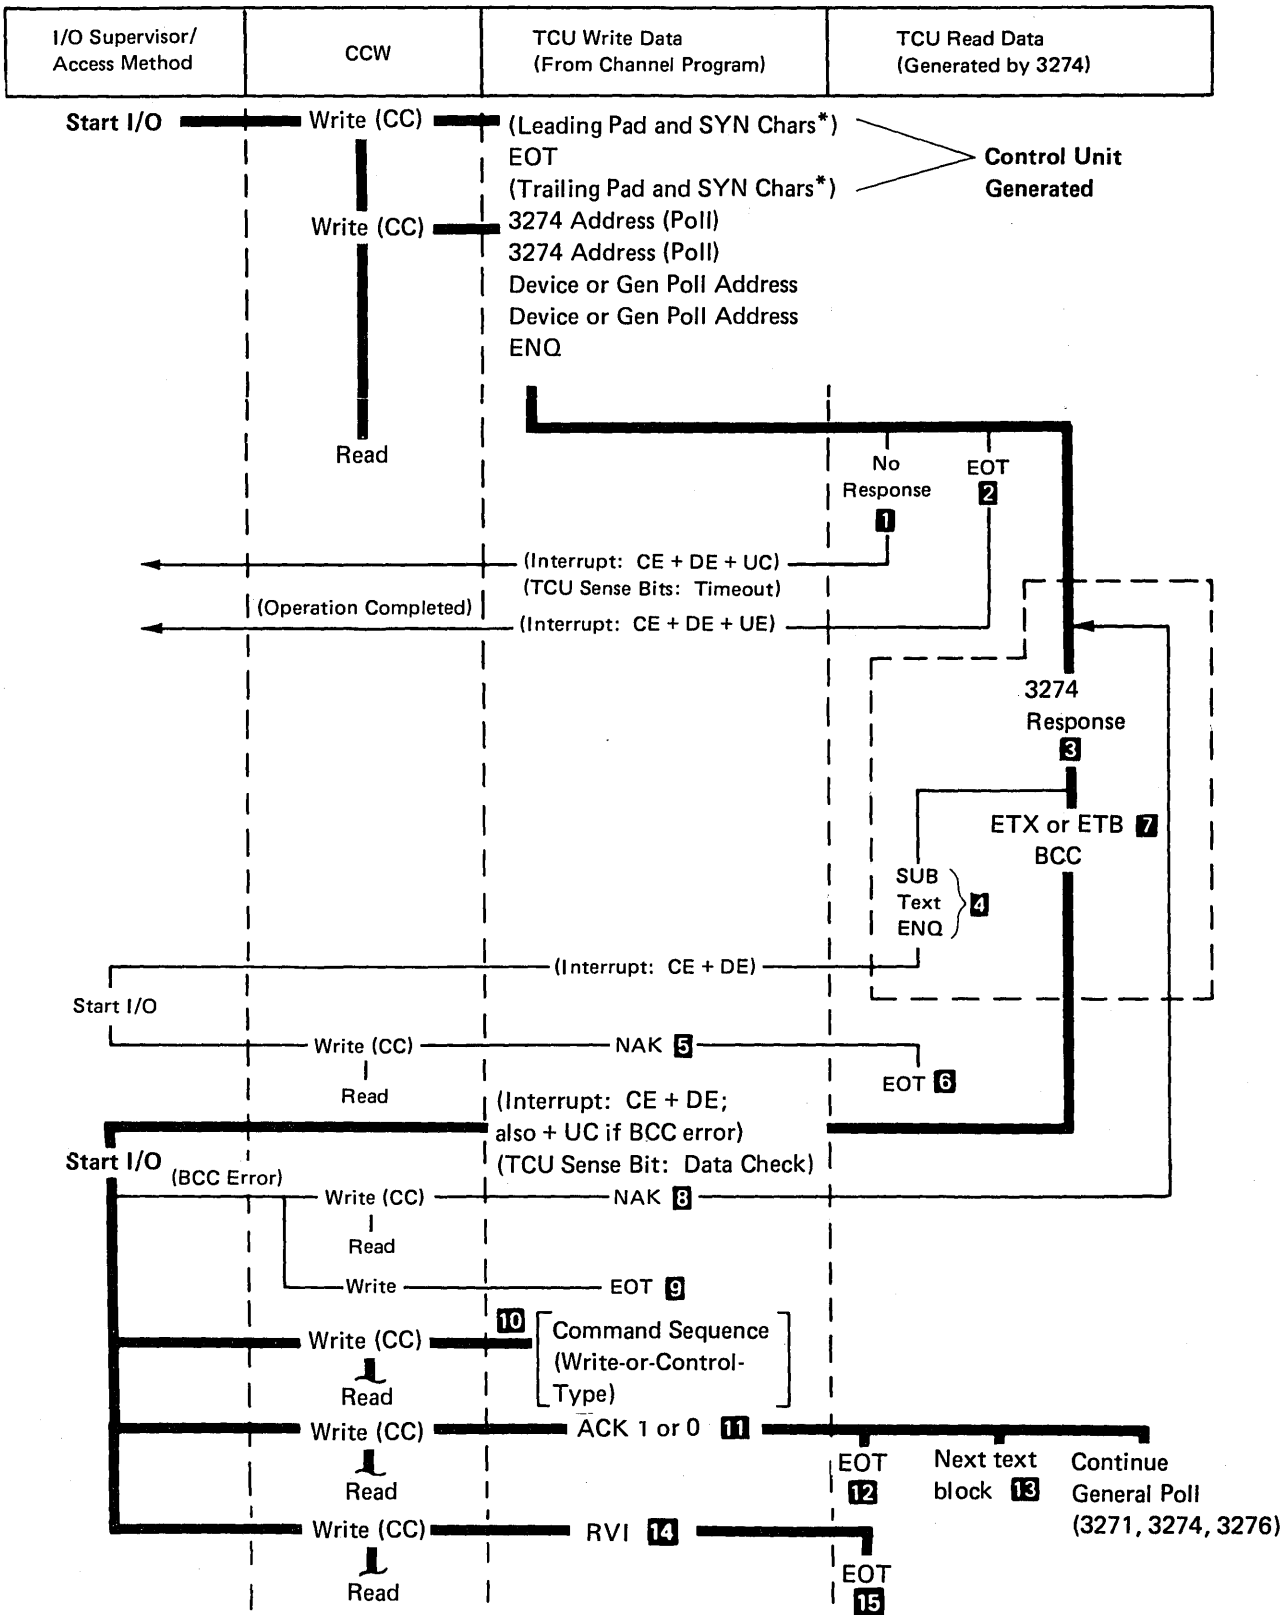 I/O Supervisor/
Access Method
CCW
TCU Write Data
(From Channel Program)
TCU Read Data
(Generated by 3274)
Start I/O
Write (CC)
(Leading Pad and SYN Chars*)
EOT
(Trailing Pad and SYN Chars*)
Control Unit
Generated
Write (CC)
3274 Address (Poll)
3274 Address (Poll)
Device or Gen Poll Address
Device or Gen Poll Address
ENQ
Read
No
Response
1
EOT
2
(Interrupt: CE + DE + UC)
(TCU Sense Bits: Timeout)
(Operation Completed)
(Interrupt: CE + DE + UE)
3274
Response
3
ETX or ETB 7
BCC
SUB
Text
ENQ
4
(Interrupt: CE + DE)
Start I/O
Write (CC)
NAK 5
Read
EOT 6
(Interrupt: CE + DE;
also + UC if BCC error)
(TCU Sense Bit: Data Check)
Start I/O
(BCC Error)
Write (CC)
NAK 8
Read
Write
EOT 9
Write (CC)
10
Command Sequence
(Write-or-Control-
Type)
Read
Write (CC)
ACK 1 or 0 11
Read
EOT
12
Next text
block 13
Continue
General Poll
(3271, 3274, 3276)
Write (CC)
RVI 14
Read
EOT
15